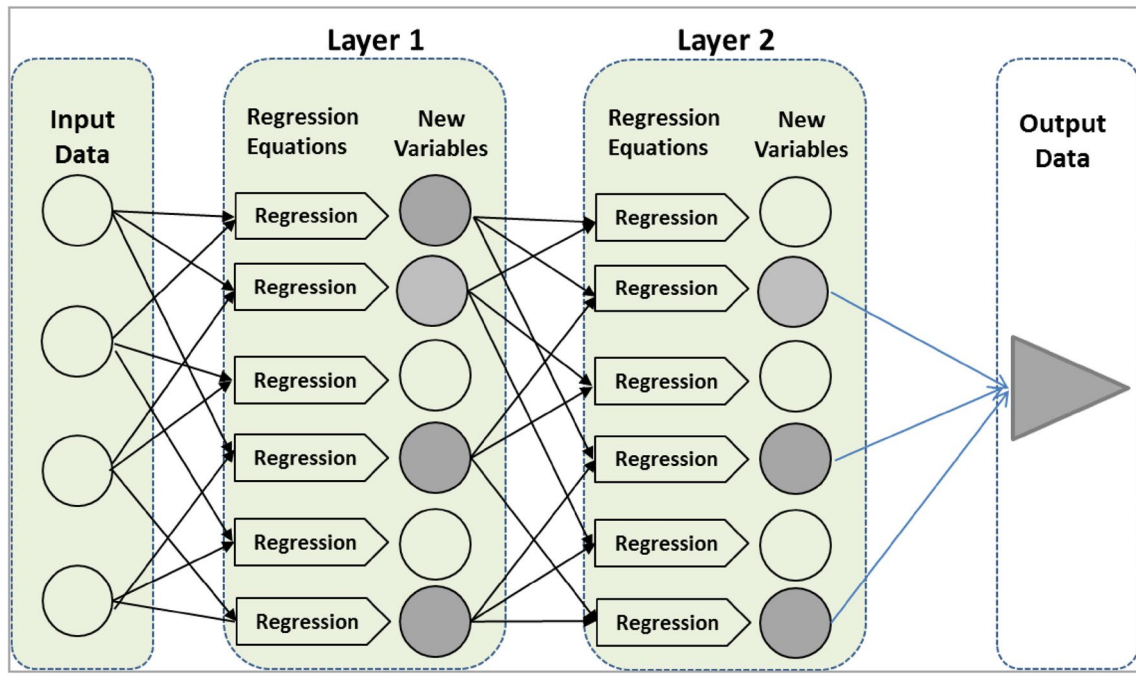 Layer 1
Layer 2
Input
Data
Regression
Equations
New
Variables
Regression
Equations
New
Variables
Output
Data
Regression
Regression
Regression
Regression
Regression
Regression
Regression
Regression
Regression
Regression
Regression
Regression